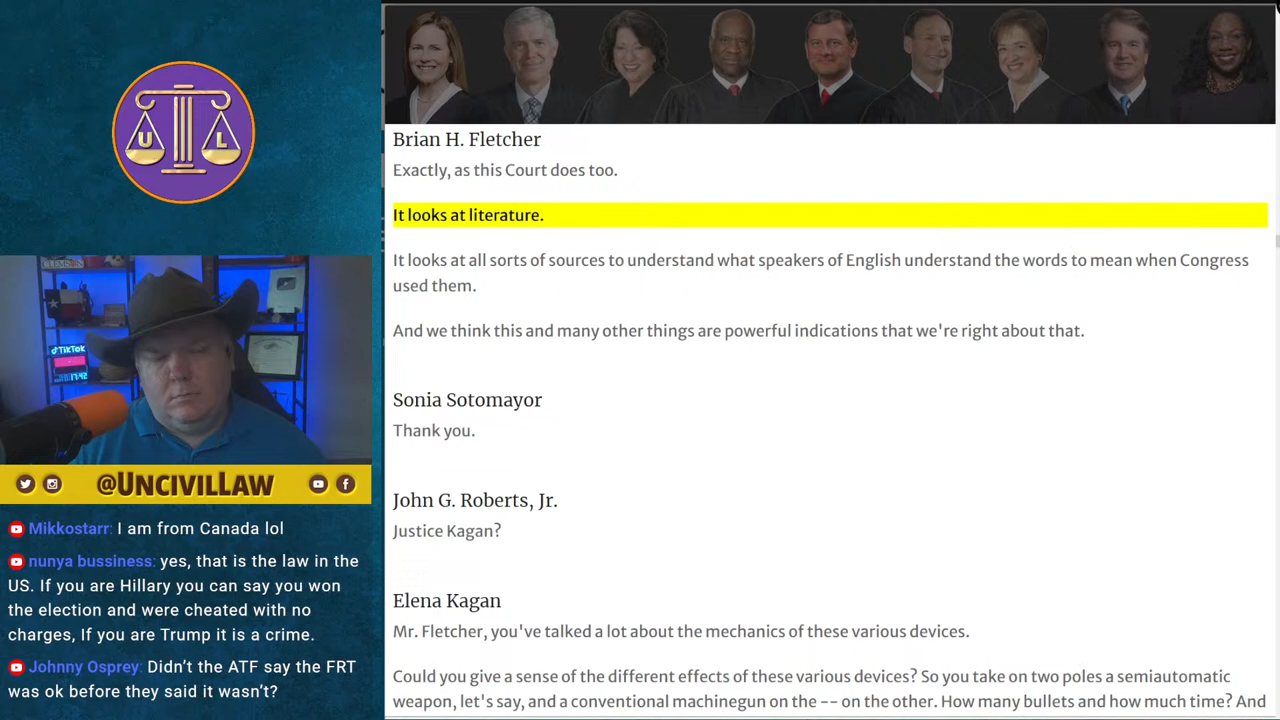 U L
CLEMSON
TikTok
Brian H. Fletcher
Exactly, as this Court does too.
It looks at literature.
It looks at all sorts of sources to understand what speakers of English understand the words to mean when Congress
used them.
And we think this and many other things are powerful indications that we're right about that.
Sonia Sotomayor
Thank you.
John G. Roberts, Jr.
Justice Kagan?
Elena Kagan
Mr. Fletcher, you've talked a lot about the mechanics of these various devices.
Could you give a sense of the different effects of these various devices? So you take on two poles a semiautomatic
weapon, let's say, and a conventional machinegun on the -- on the other. How many bullets and how much time? And
@UNCIVILLAW
Mikkostarr: I am from Canada lol
nunya bussiness: yes, that is the law in the
US. If you are Hillary you can say you won
the election and were cheated with no
charges, If you are Trump it is a crime.
Johnny Osprey: Didn’t the ATF say the FRT
was ok before they said it wasn’t?